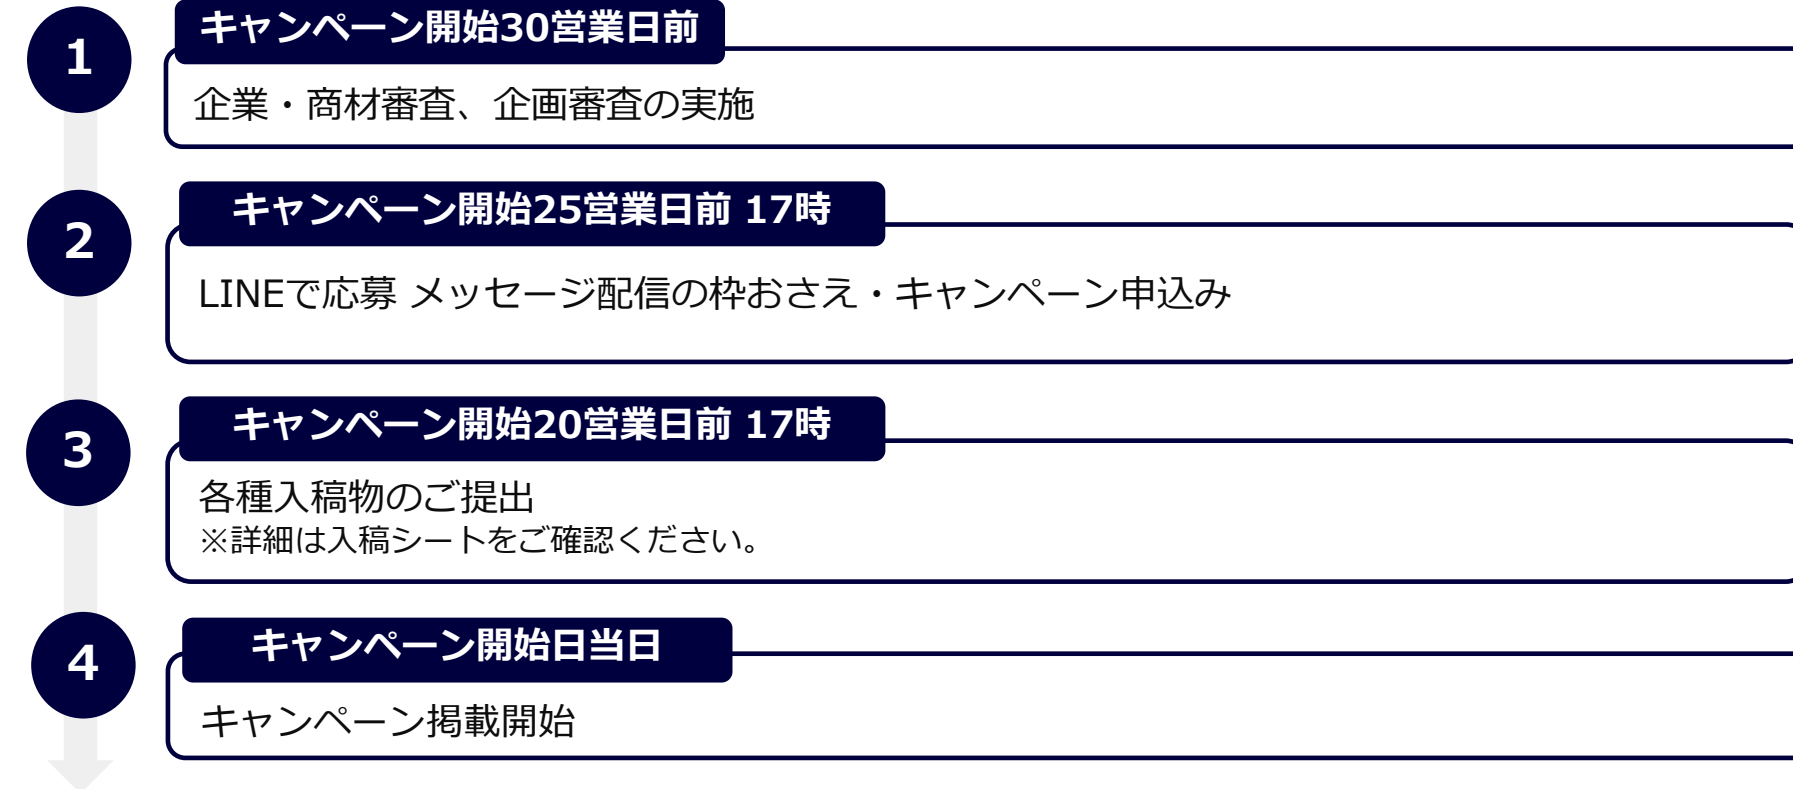 1
キャンペーン開始30営業日前
企業・商材審査、企画審査の実施
2
キャンペーン開始25営業日前 17時
LINEで応募 メッセージ配信の枠おさえ・キャンペーン申込み
3
キャンペーン開始20営業日前 17時
各種入稿物のご提出
※詳細は入稿シートをご確認ください。
4
キャンペーン開始日当日
キャンペーン掲載開始